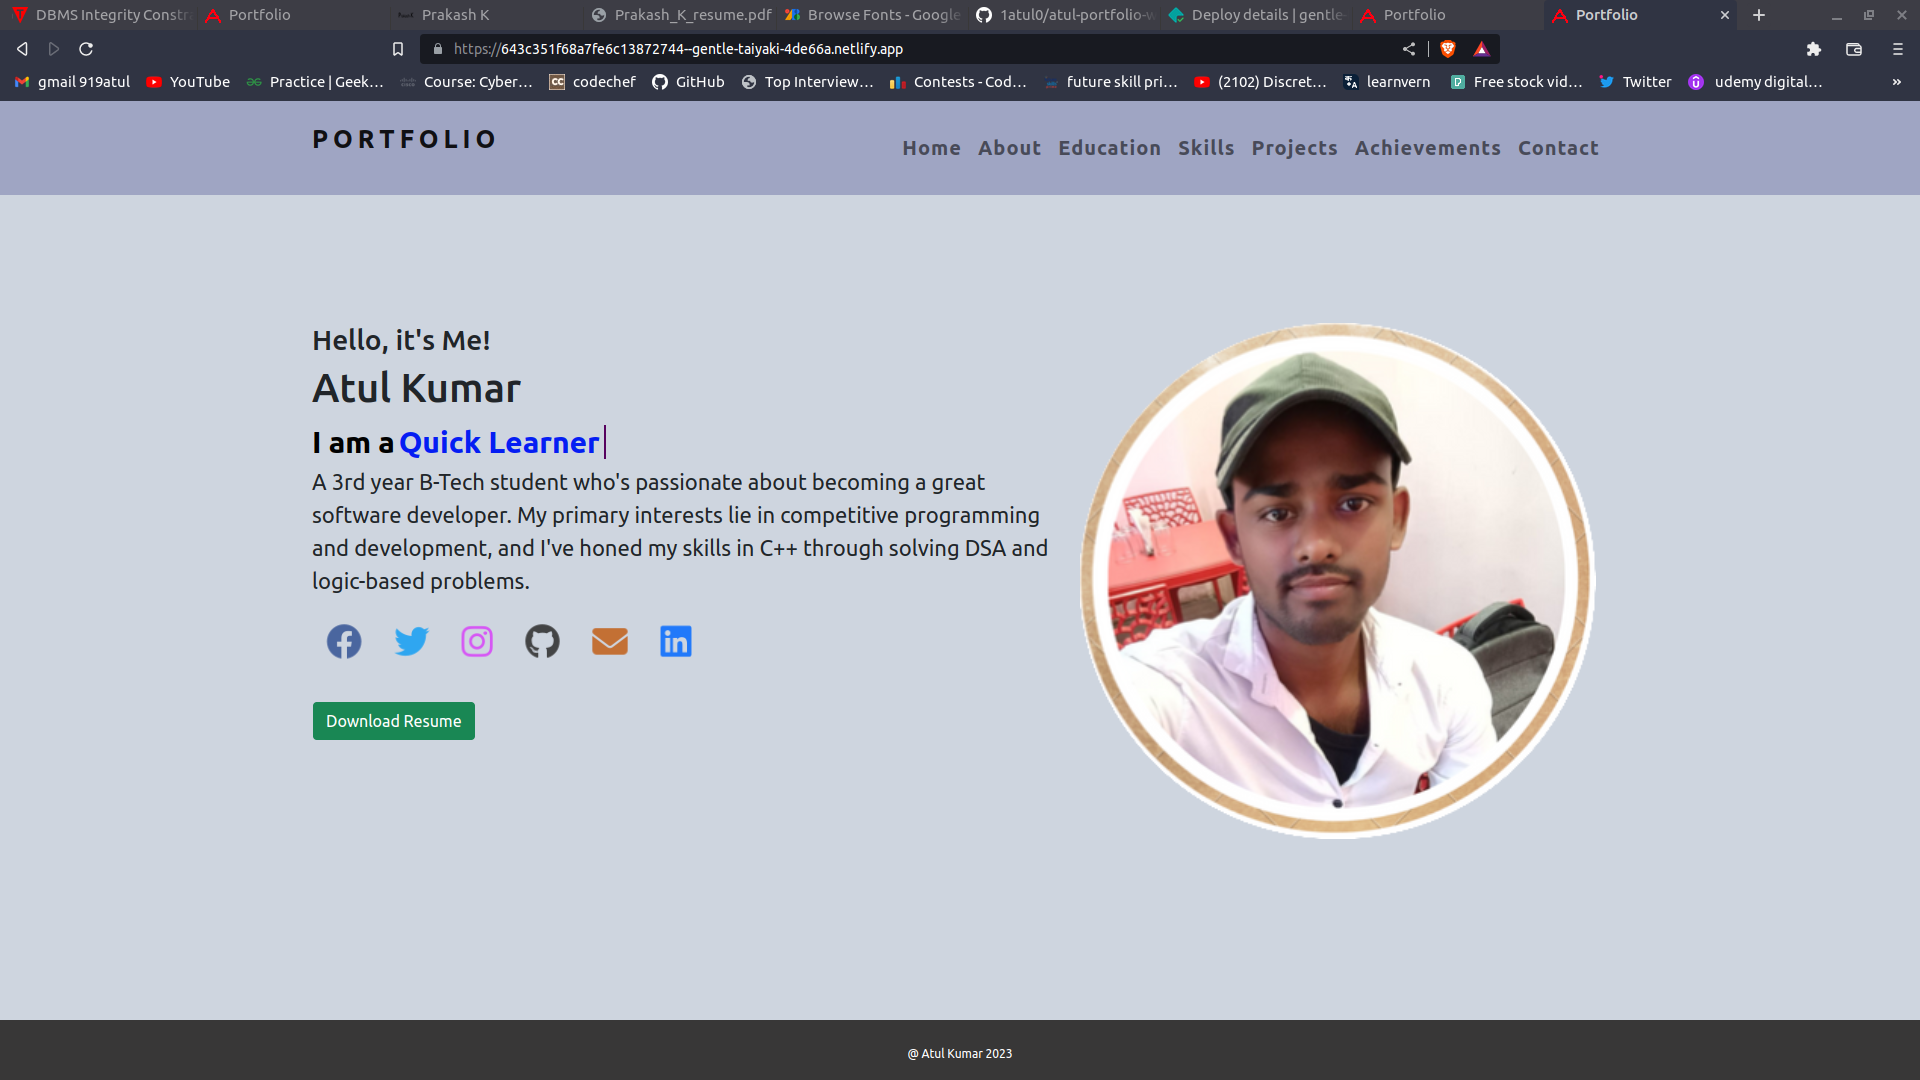 DBMS Integrity Constr
Portfolio
Prakash K
Prakash_K_resume.pdf
Browse Fonts - Google
1atul0/atul-portfolio-w
Deploy details | gentle-
Portfolio
Portfolio
https://643c351f68a7fe6c13872744--gentle-taiyaki-4de66a.netlify.app
gmail 919atul
YouTube
Practice | Geek...
Course: Cyber...
codechef
GitHub
Top Interview...
Contests - Cod...
future skill pri...
(2102) Discret...
learnvern
Free stock vid...
Twitter
udemy digital...
»
PORTFOLIO
Home About Education Skills Projects Achievements Contact
Hello, it's Me!
Atul Kumar
I am a Quick Learner
A 3rd year B-Tech student who's passionate about becoming a great
software developer. My primary interests lie in competitive programming
and development, and I've honed my skills in C++ through solving DSA and
logic-based problems.
Download Resume
@ Atul Kumar 2023